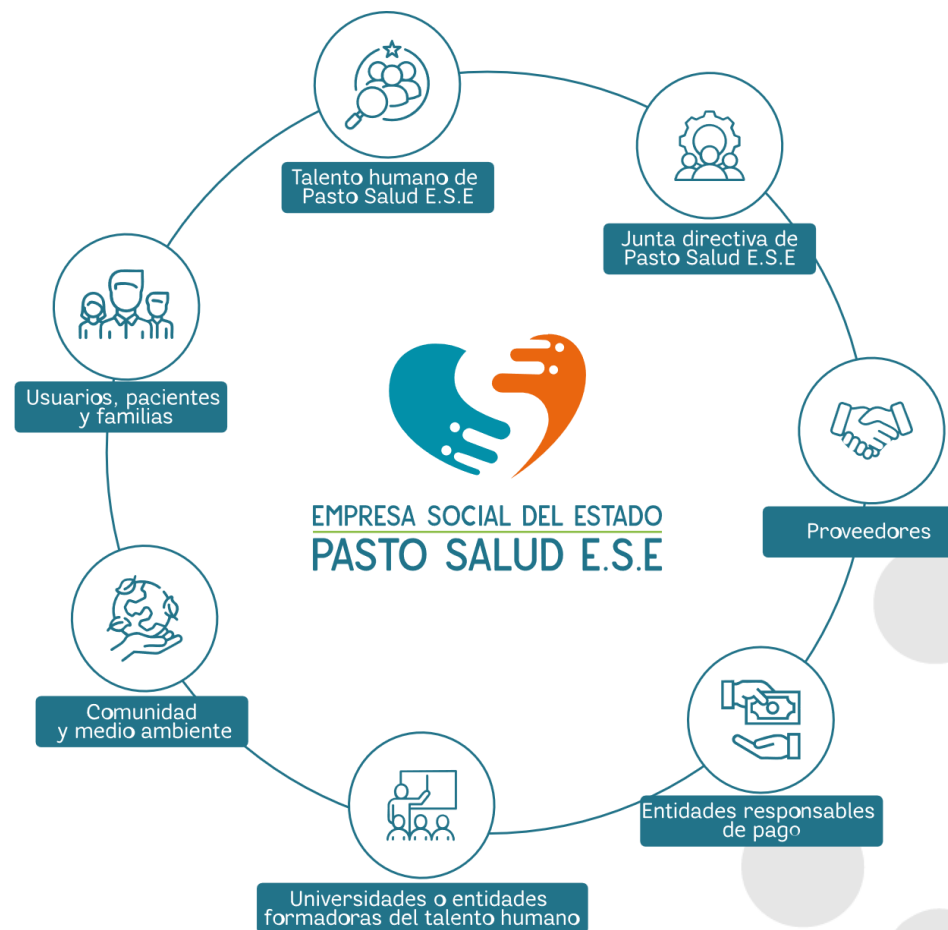 Talento humano de
Pasto Salud E.S.E
Junta directiva de
Pasto Salud E.S.E
Usuarios, pacientes
y familias
EMPRESA SOCIAL DEL ESTADO
PASTO SALUD E.S.E
Proveedores
Comunidad
y medio ambiente
Entidades responsables
de pago
Universidades o entidades
formadoras del talento humano